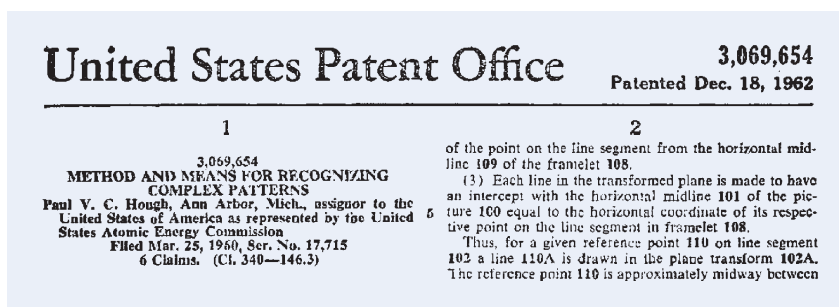 United States Patent Office
3,069,654
Patented Dec. 18, 1962
1
3,069,654
METHOD AND MEANS FOR RECOGNIZING
COMPLEX PATTERNS
Paul V. C. Hough, Ann Arbor, Mich., assignor to the
United States of America as represented by the United
States Atomic Energy Commission
Filed Mar. 25, 1960, Ser. No. 17,715
6 Claims. (Cl. 340—146.3)
2
of the point on the line segment from the horizontal mid-
line 109 of the framelet 108.
(3) Each line in the transformed plane is made to have
an intercept with the horizontal midline 101 of the pic-
5 ture 100 equal to the horizontal coordinate of its respec-
tive point on the line segment in framelet 108.
Thus, for a given reference point 110 on line segment
102 a line 110A is drawn in the plane transform 102A.
The reference point 110 is approximately midway between